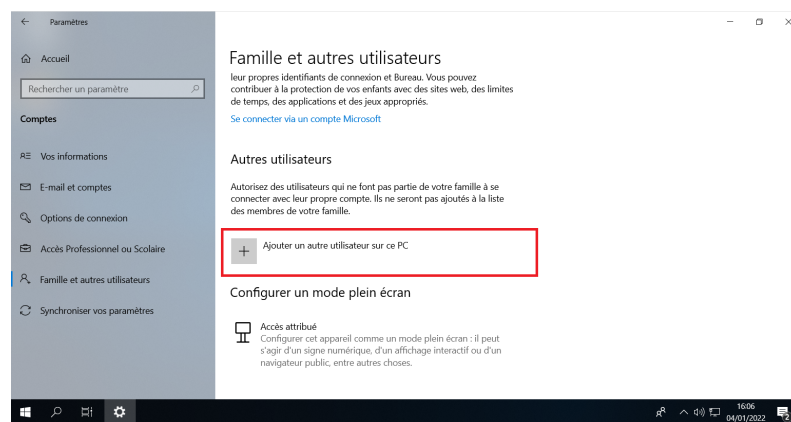 Paramètres
Accueil
Rechercher un paramètre
Comptes
Vos informations
E-mail et comptes
Options de connexion
Accès Professionnel ou Scolaire
Famille et autres utilisateurs
Synchroniser vos paramètres
Famille et autres utilisateurs
leur propres identifiants de connexion et Bureau. Vous pouvez
contribuer à la protection de vos enfants avec des sites web, des limites
de temps, des applications et des jeux appropriés.
Se connecter via un compte Microsoft
Autres utilisateurs
Autorisez des utilisateurs qui ne font pas partie de votre famille à se
connecter avec leur propre compte. Ils ne seront pas ajoutés à la liste
des membres de votre famille.
Ajouter un autre utilisateur sur ce PC
Configurer un mode plein écran
Accès attribué
Configurer cet appareil comme un mode plein écran : il peut
s'agir d'un signe numérique, d'un affichage interactif ou d'un
navigateur public, entre autres choses.
16:06
04/01/2022
2